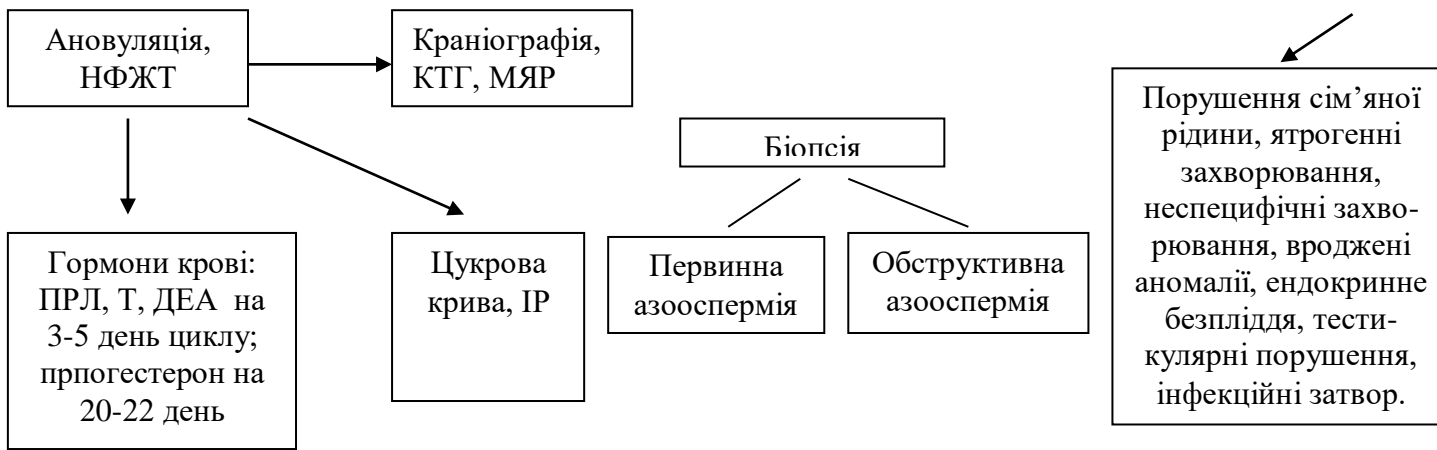 Ановуляція,
НФЖТ
Краніографія,
КТГ, МЯР
Гормони крові:
ПРЛ, Т, ДЕА на
3-5 день циклу;
прпогестерон на
20-22 день
Цукрова
крива, ІР
Біопсія
Первинна
азооспермія
Обструктивна
азооспермія
Порушення сім’яної
рідини, ятрогенні
захворювання,
неспецифічні захво-
рювання, вроджені
аномалії, ендокринне
безпліддя, тести-
кулярні порушення,
інфекційні затвор.